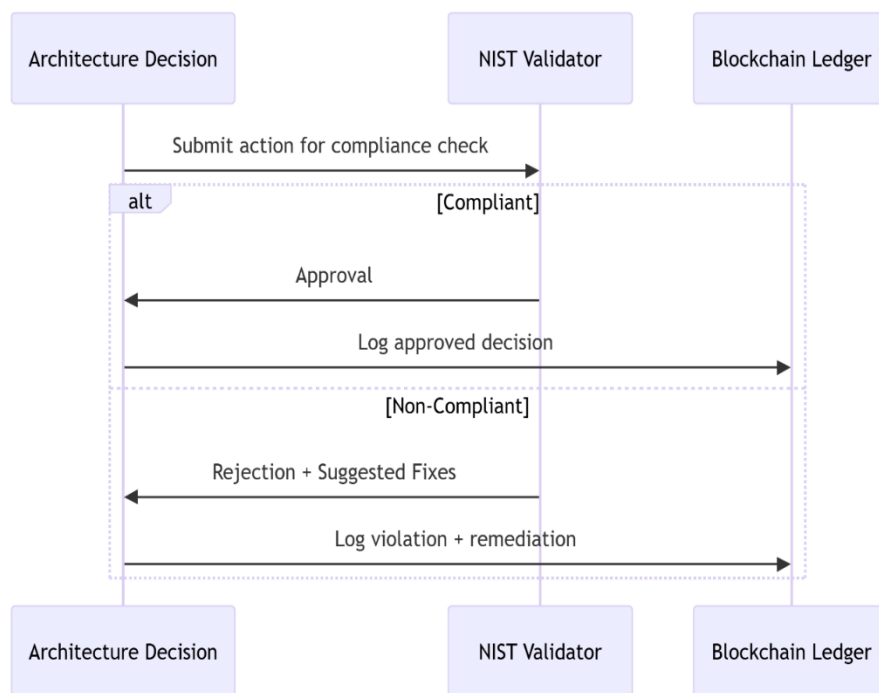 Architecture Decision
NIST Validator
Blockchain Ledger
Submit action for compliance check
alt
[Compliant]
Approval
Log approved decision
[Non-Compliant]
Rejection + Suggested Fixes
Log violation + remediation
Architecture Decision
NIST Validator
Blockchain Ledger